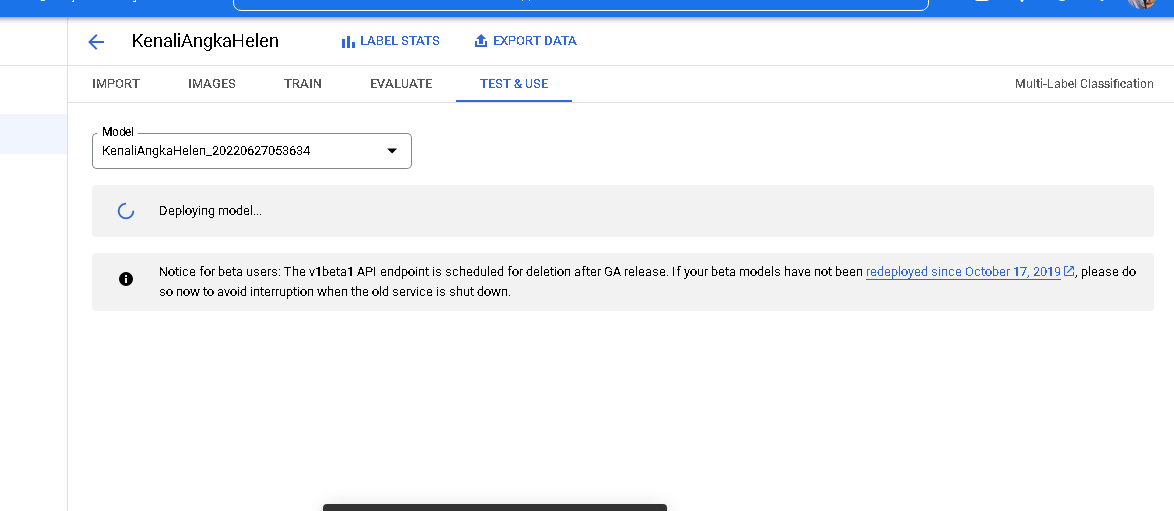 KenaliAngkaHelen
LABEL STATS
EXPORT DATA
IMPORT
IMAGES
TRAIN
EVALUATE
TEST & USE
Multi-Label Classification
Model
KenaliAngkaHelen_20220627053634
Deploying model...
Notice for beta users: The v1beta1 API endpoint is scheduled for deletion after GA release. If your beta models have not been redeployed since October 17, 2019, please do
so now to avoid interruption when the old service is shut down.